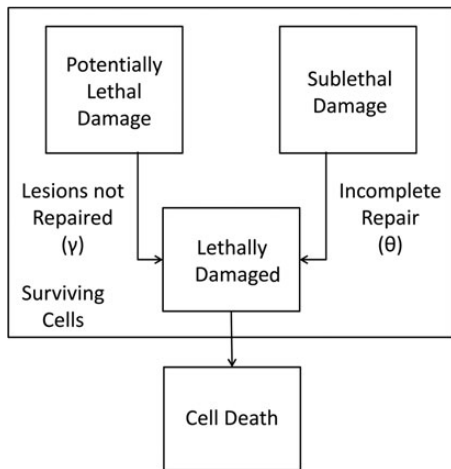 Potentially
Lethal
Damage
Sublethal
Damage
Lesions not
Repaired
(γ)
Incomplete
Repair
(θ)
Lethally
Damaged
Surviving
Cells
Cell Death